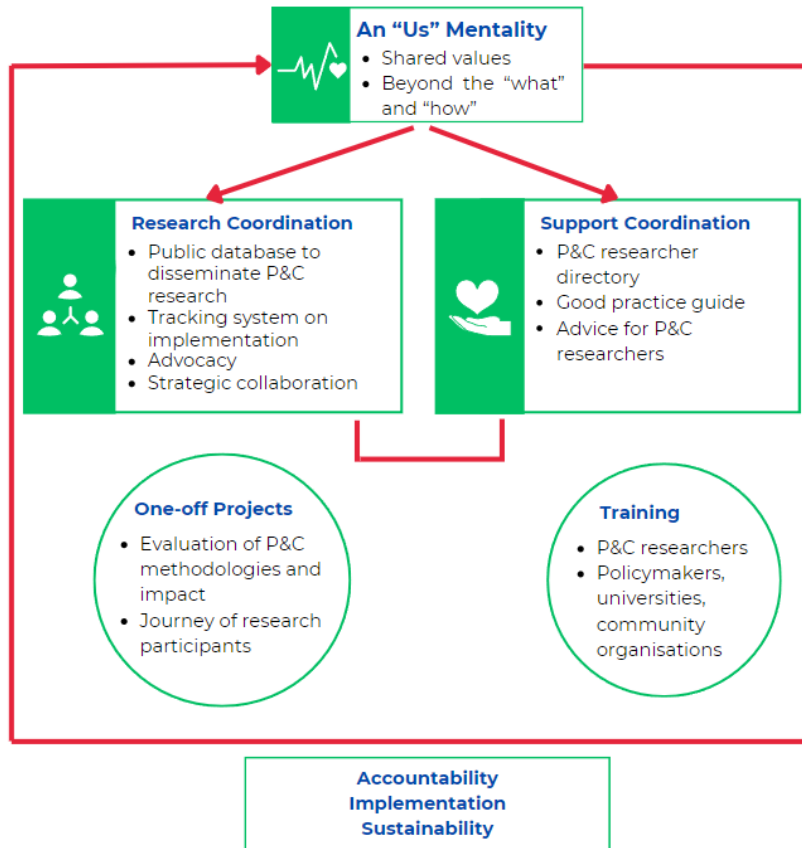 An “Us” Mentality
• Shared values
• Beyond the “what”
and “how”
Research Coordination
• Public database to
disseminate P&C
research
• Tracking system on
implementation
• Advocacy
• Strategic collaboration
Support Coordination
• P&C researcher
directory
• Good practice guide
• Advice for P&C
researchers
One-off Projects
• Evaluation of P&C
methodologies and
impact
• Journey of research
participants
Training
• P&C researchers
• Policymakers,
universities,
community
organisations
Accountability
Implementation
Sustainability